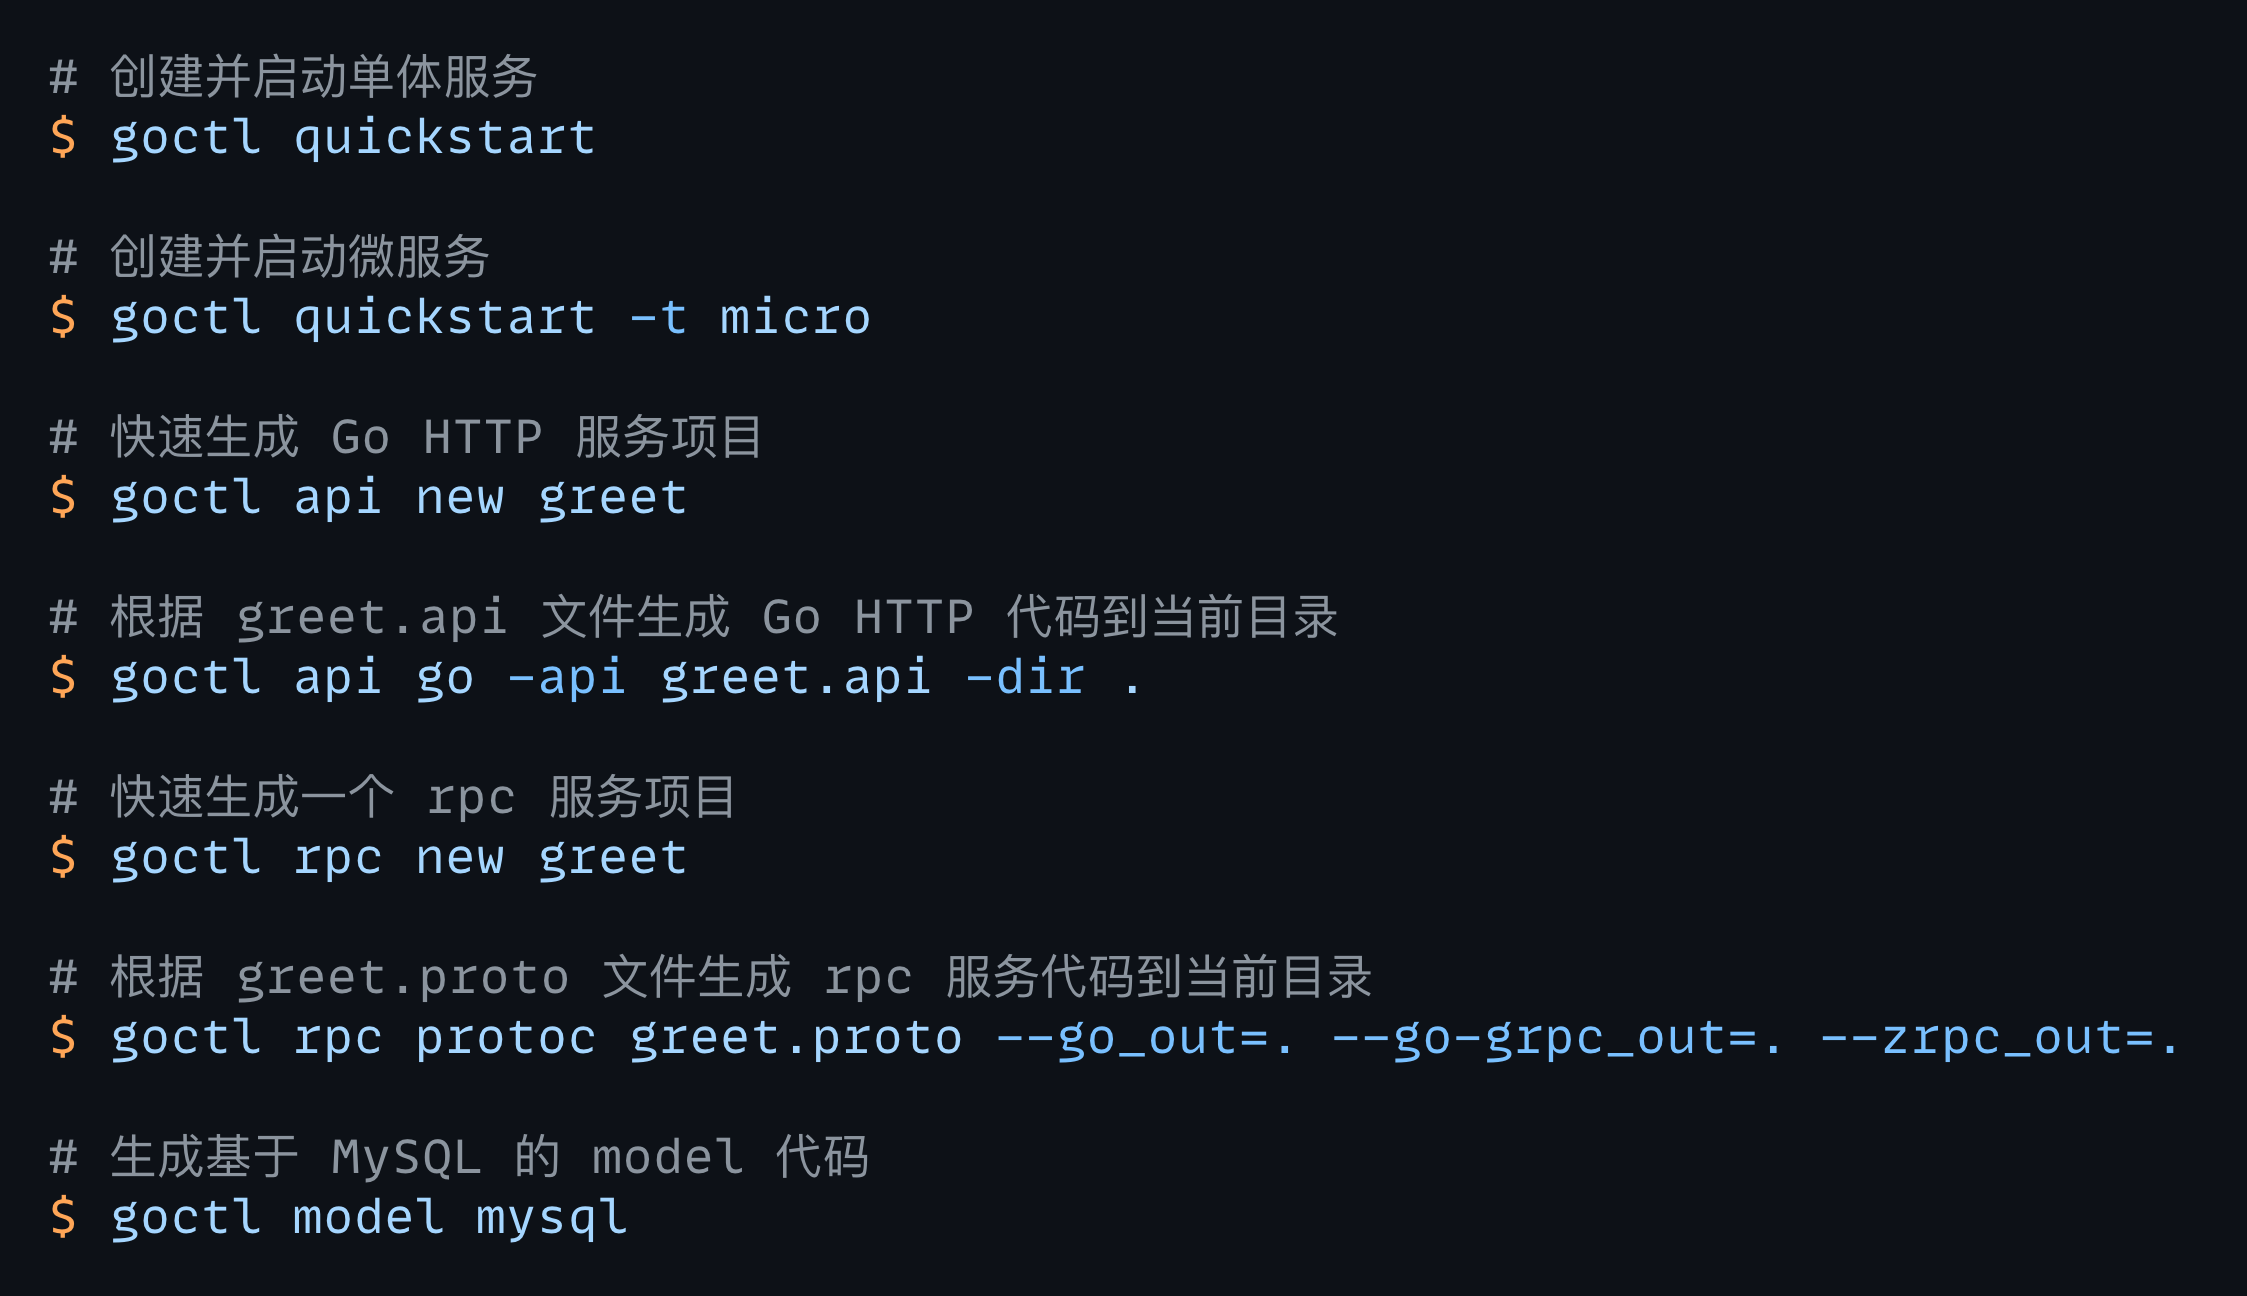 # 创建并启动单体服务
$ goctl quickstart
# 创建并启动微服务
$ goctl quickstart -t micro
# 快速生成 Go HTTP 服务项目
$ goctl api new greet
# 根据 greet.api 文件生成 Go HTTP 代码到当前目录
$ goctl api go -api greet.api -dir .
# 快速生成一个 rpc 服务项目
$ goctl rpc new greet
# 根据 greet.proto 文件生成 rpc 服务代码到当前目录
$ goctl rpc protoc greet.proto --go_out=. --go-grpc_out=. --zrpc_out=.
# 生成基于 MySQL 的 model 代码
$ goctl model mysql